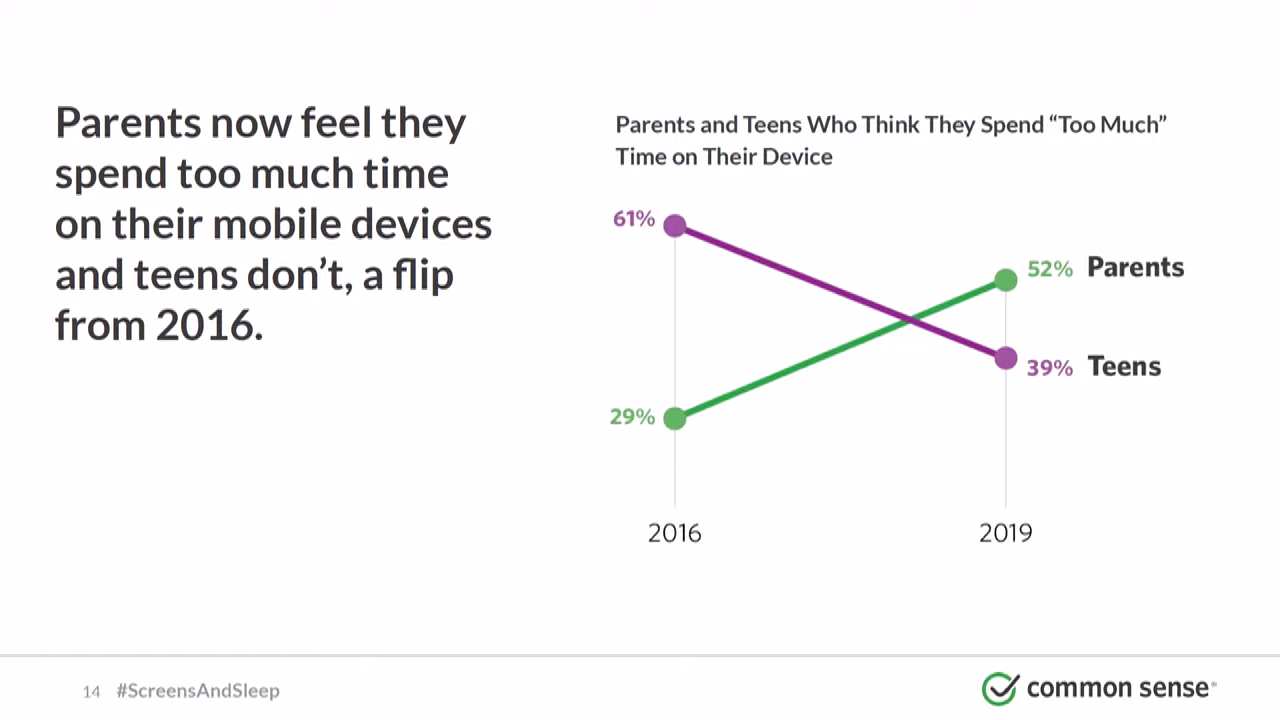 Parents now feel they
spend too much time
on their mobile devices
and teens don’t, a flip
from 2016.
Parents and Teens Who Think They Spend “Too Much”
Time on Their Device
61%
52% Parents
39% Teens
29%
2016 2019
14 #ScreensAndSleep
common sense®